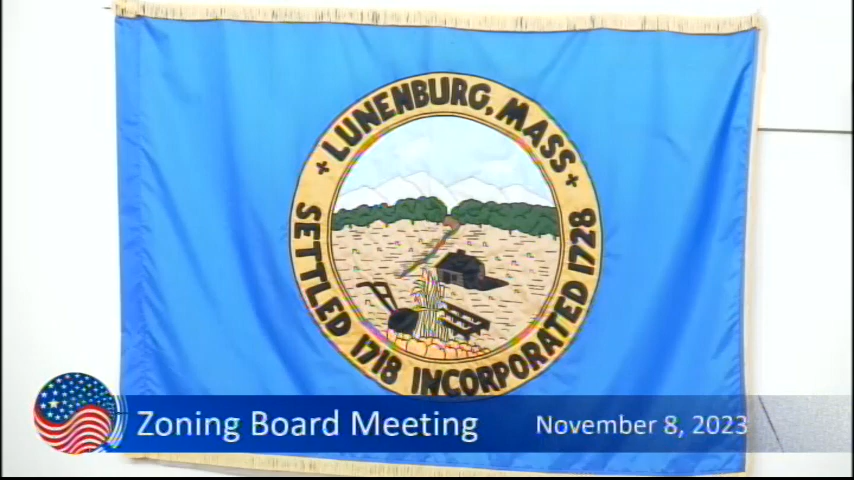 LUNENBURG, MASS
SETTLED 1718 INCORPORATED 1728
Zoning Board Meeting
November 8, 2023